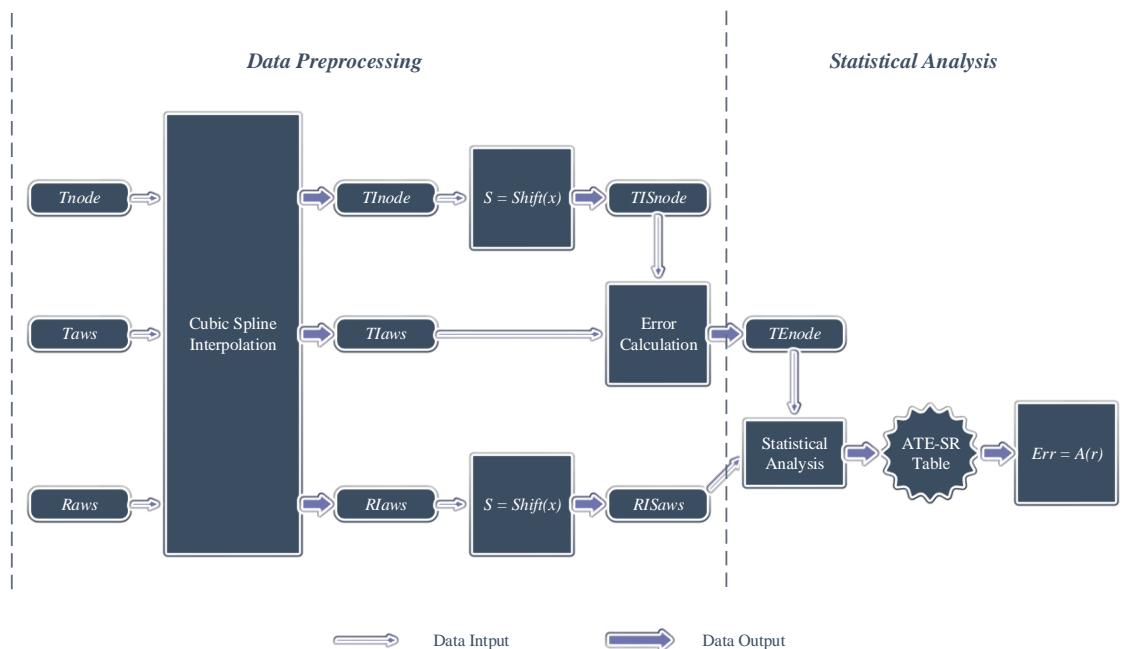 Data Preprocessing
Statistical Analysis
Tnode
TInode
S = Shift(x)
TISnode
Taws
Cubic Spline
Interpolation
TIaws
Error
Calculation
TEnode
Statistical
Analysis
ATE-SR
Table
Err = A(r)
Raws
RIaws
S = Shift(x)
RISaws
Data Intput
Data Output